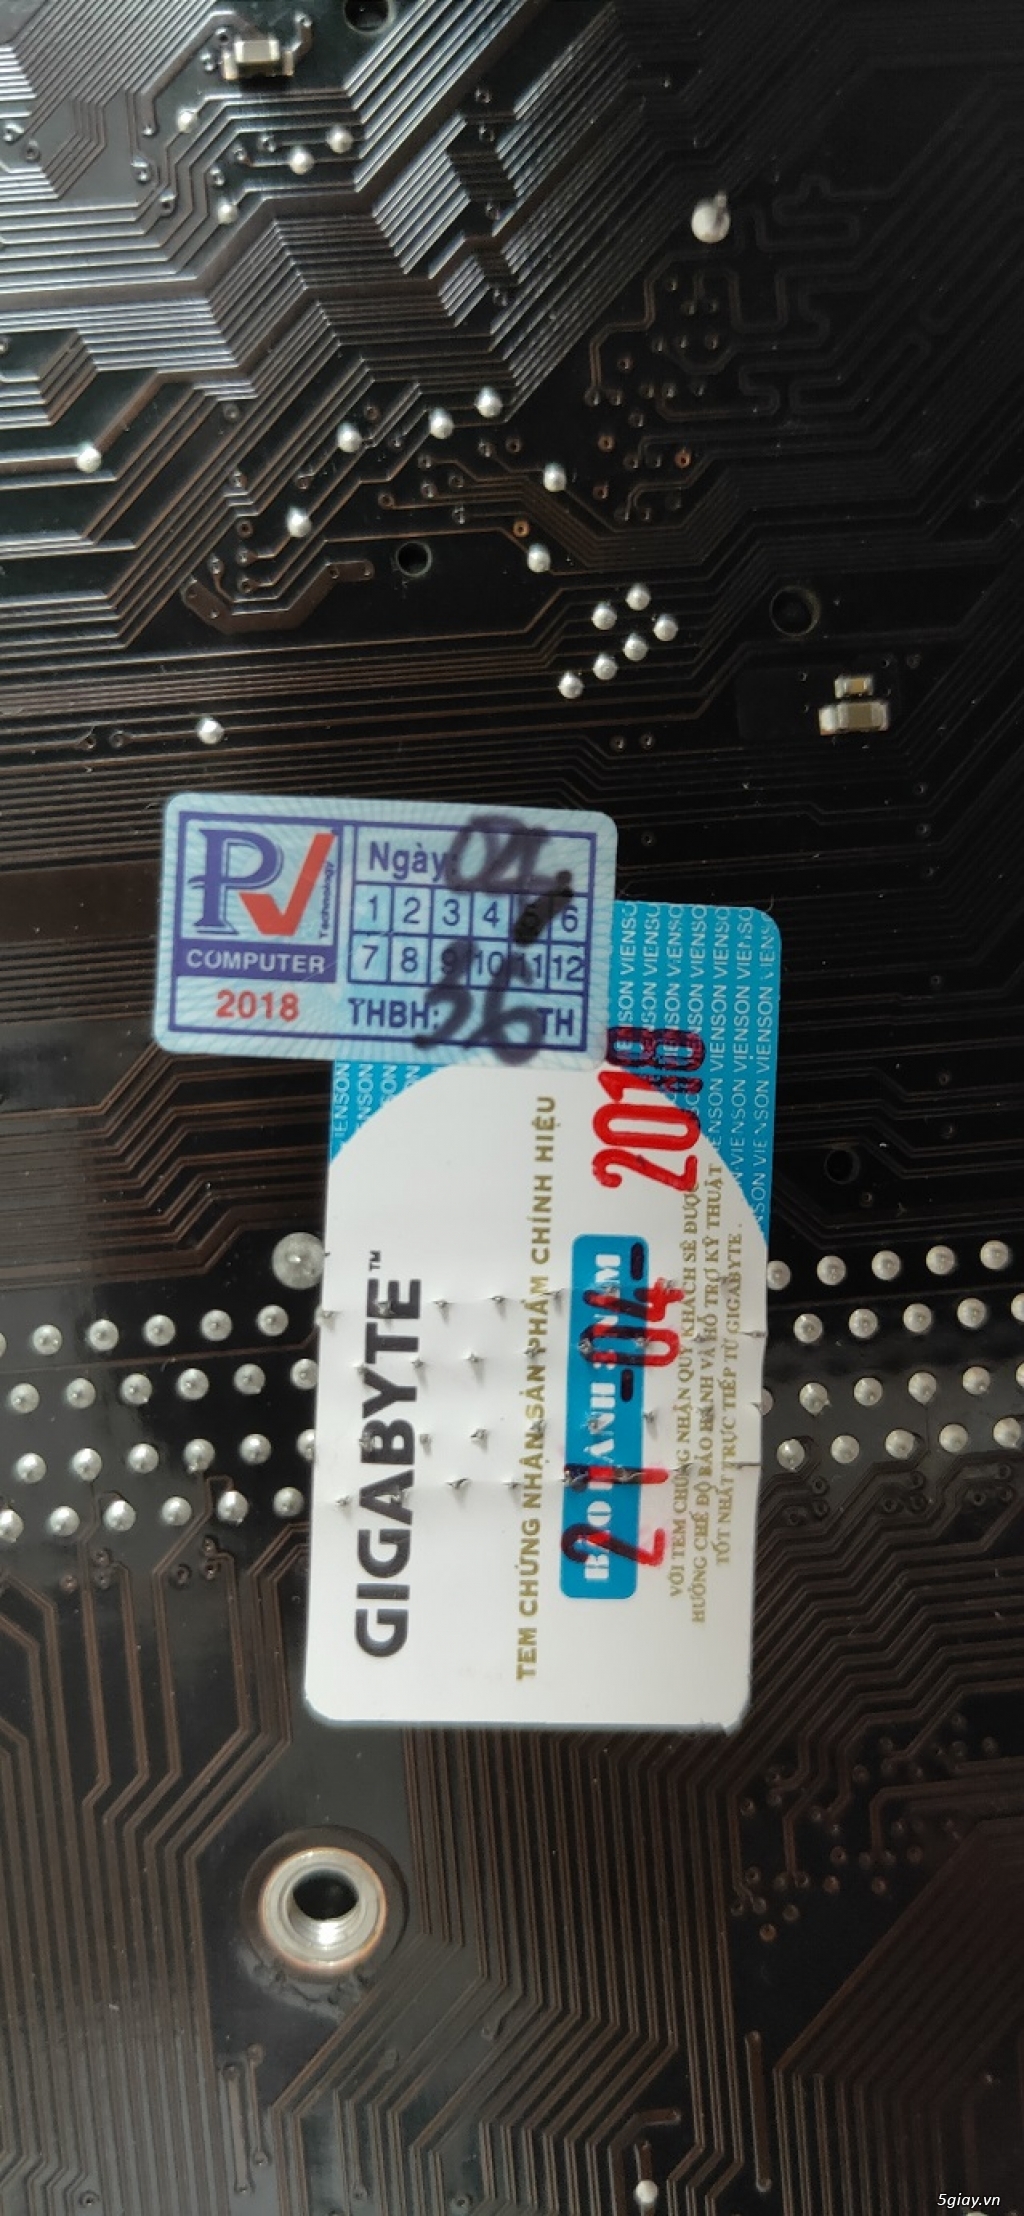 PV
Technology
COMPUTER
2018
Ngày: 04
1 2 3 4 5 6
7 8 9 10 11 12
THBH: 36 TH
VIENSON VIENSON
GIGABYTE™
TEM CHỨNG NHẬN SẢN PHẨM CHÍNH HIỆU
BẢO HÀNH
21-04-2018
VỚI TEM CHỨNG NHẬN QUÝ KHÁCH SẼ ĐƯỢC
HƯỞNG CHẾ ĐỘ BẢO HÀNH VÀ HỖ TRỢ KỸ THUẬT
TỐT NHẤT TRỰC TIẾP TỪ GIGABYTE.
5giay.vn